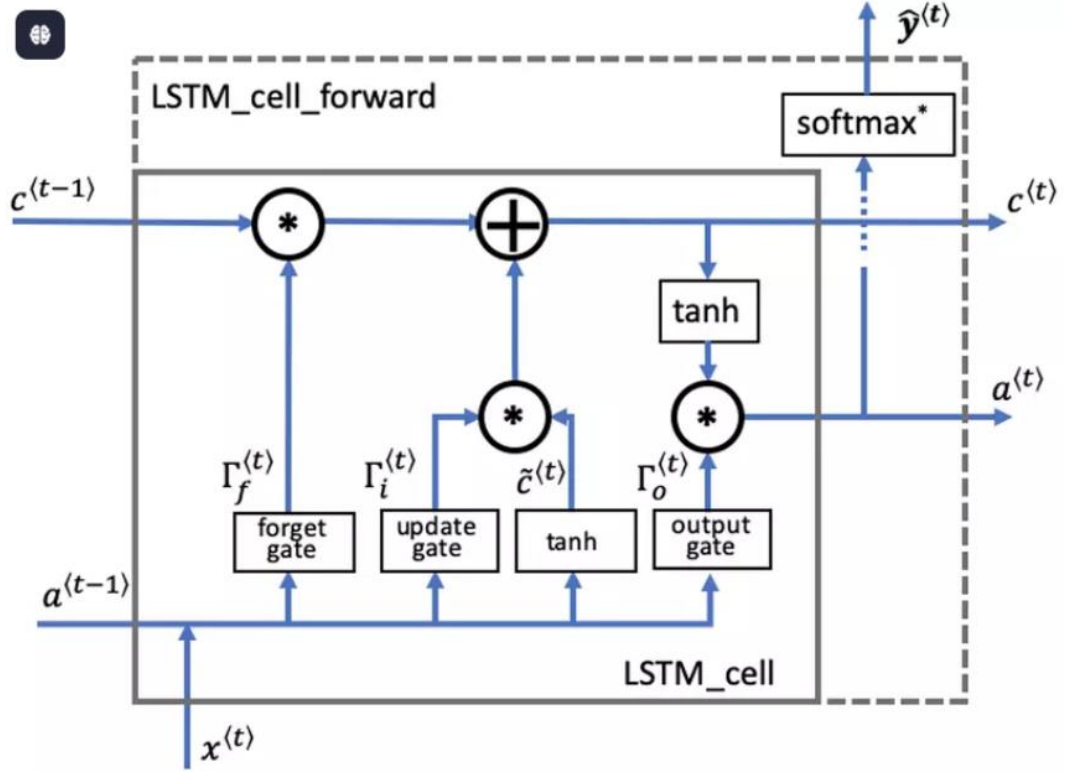 ŷ⟨t⟩
LSTM_cell_forward
softmax*
c⟨t−1⟩
*
+
c⟨t⟩
tanh
a⟨t⟩
*
*
Γf⟨t⟩
Γi⟨t⟩
c̃⟨t⟩
Γo⟨t⟩
forget
gate
update
gate
tanh
output
gate
a⟨t−1⟩
LSTM_cell
x⟨t⟩